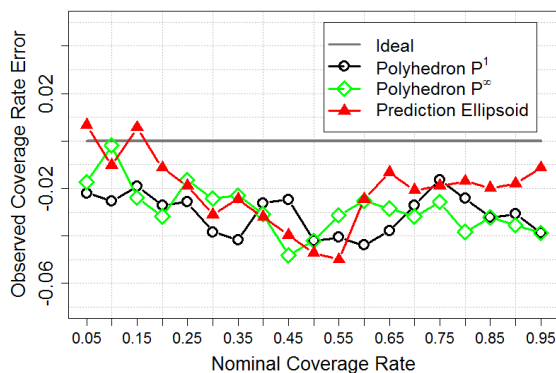 Observed Coverage Rate Error
0.02
0.00
-0.02
-0.06
Ideal
Polyhedron P¹
Polyhedron P∞
Prediction Ellipsoid
0.05 0.15 0.25 0.35 0.45 0.55 0.65 0.75 0.85 0.95
Nominal Coverage Rate